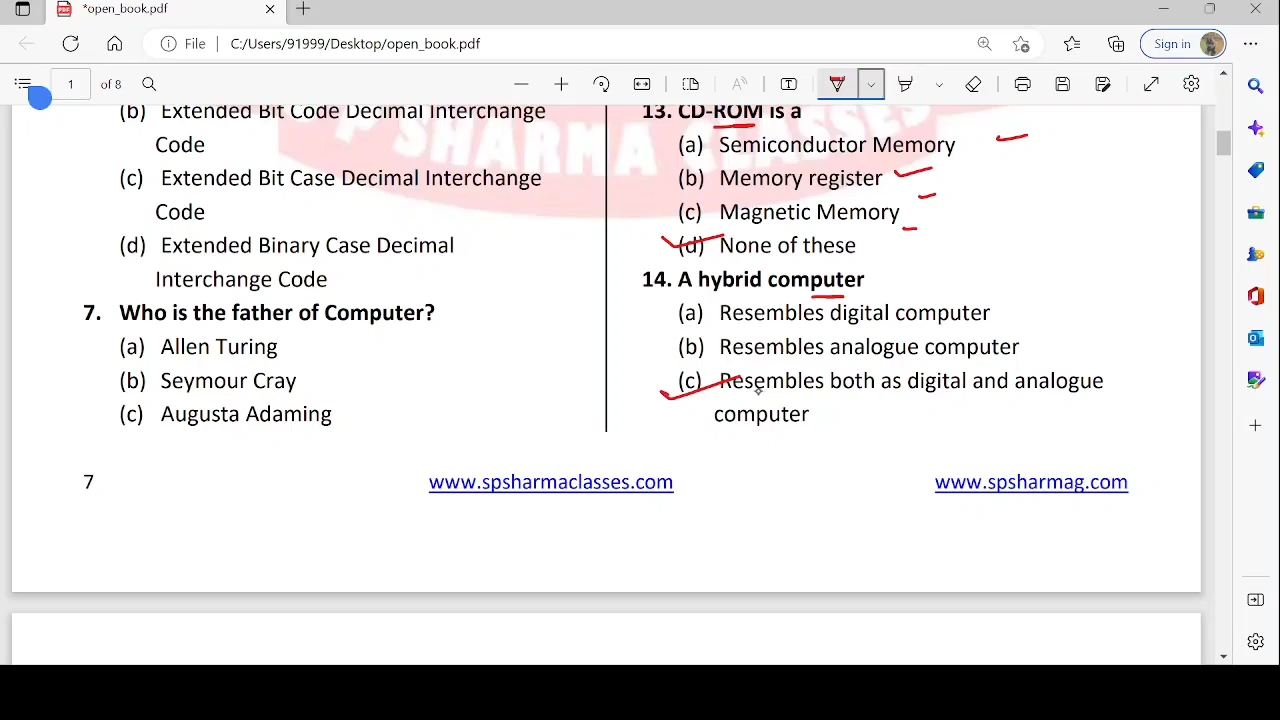 *open_book.pdf
File
C:/Users/91999/Desktop/open_book.pdf
Sign in
1
of 8
(b) Extended Bit Code Decimal Interchange
Code
(c) Extended Bit Case Decimal Interchange
Code
(d) Extended Binary Case Decimal
Interchange Code
7. Who is the father of Computer?
(a) Allen Turing
(b) Seymour Cray
(c) Augusta Adaming
13. CD-ROM is a
(a) Semiconductor Memory
(b) Memory register
(c) Magnetic Memory
(d) None of these
14. A hybrid computer
(a) Resembles digital computer
(b) Resembles analogue computer
(c) Resembles both as digital and analogue
computer
SHARMA CLASSES
7
www.spsharmaclasses.com
www.spsharmag.com